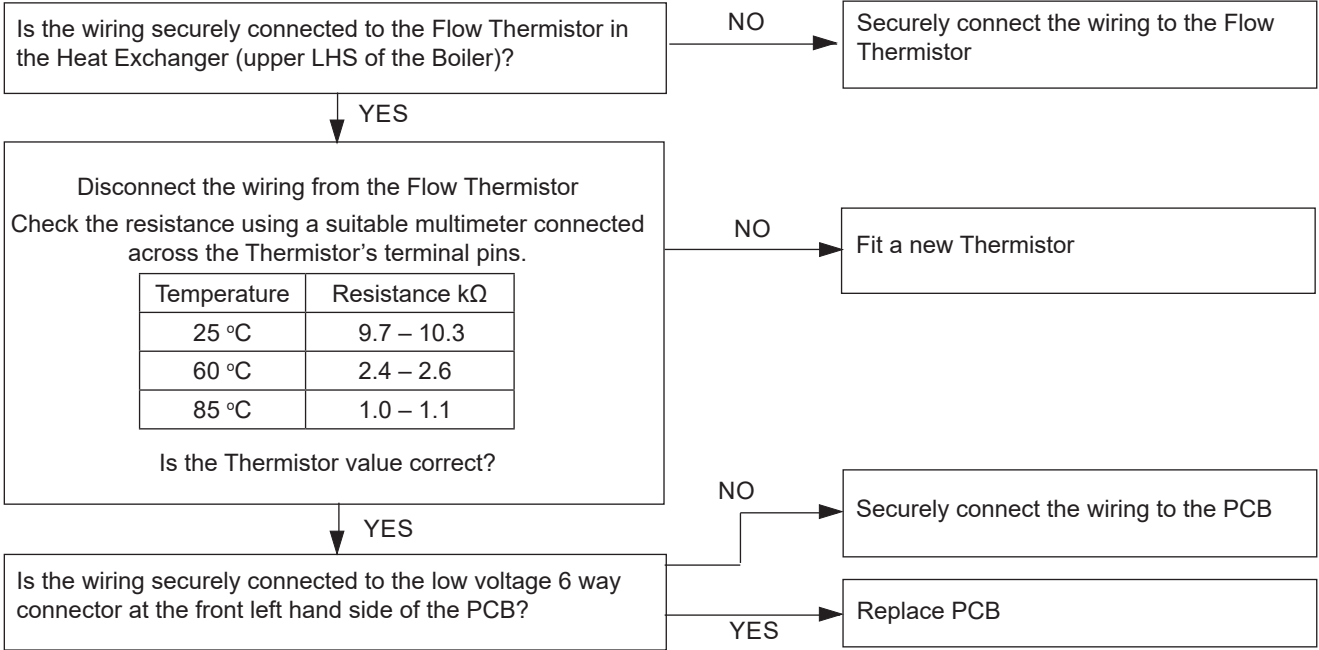 Is the wiring securely connected to the Flow Thermistor in
the Heat Exchanger (upper LHS of the Boiler)?
NO
Securely connect the wiring to the Flow
Thermistor
YES
Disconnect the wiring from the Flow Thermistor
Check the resistance using a suitable multimeter connected
across the Thermistor’s terminal pins.
Temperature Resistance kΩ
25 °C 9.7 – 10.3
60 °C 2.4 – 2.6
85 °C 1.0 – 1.1
Is the Thermistor value correct?
NO
Fit a new Thermistor
YES
Is the wiring securely connected to the low voltage 6 way
connector at the front left hand side of the PCB?
NO
Securely connect the wiring to the PCB
YES
Replace PCB